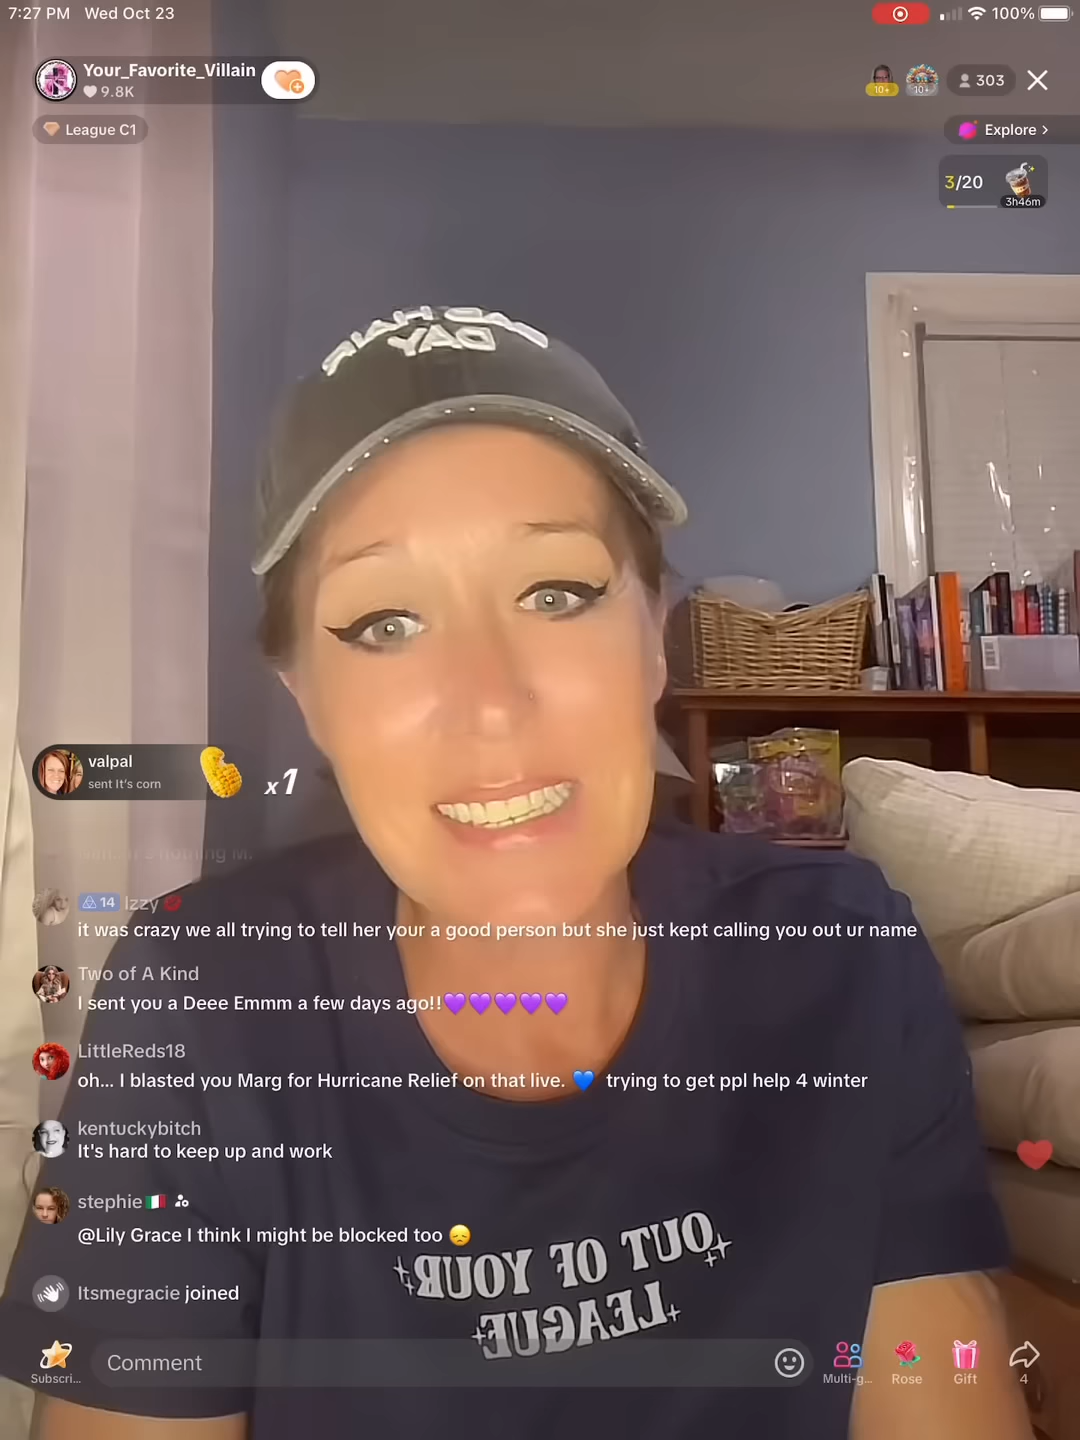 7:27 PM Wed Oct 23
100%
Your_Favorite_Villain
9.8K
10+
10+
303
League C1
Explore >
3/20
3h46m
BAD HAIR
DAY
valpal
sent It's corn
x1
14 Izzy
it was crazy we all trying to tell her your a good person but she just kept calling you out ur name
Two of A Kind
I sent you a Deee Emmm a few days ago!!💜💜💜💜💜
LittleReds18
oh... I blasted you Marg for Hurricane Relief on that live. 💙 trying to get ppl help 4 winter
kentuckybitch
It's hard to keep up and work
stephie🇮🇹
@Lily Grace I think I might be blocked too 😞
Itsmegracie joined
OUT OF YOUR
LEAGUE
Subscri...
Comment
Multi-g...
Rose
Gift
4